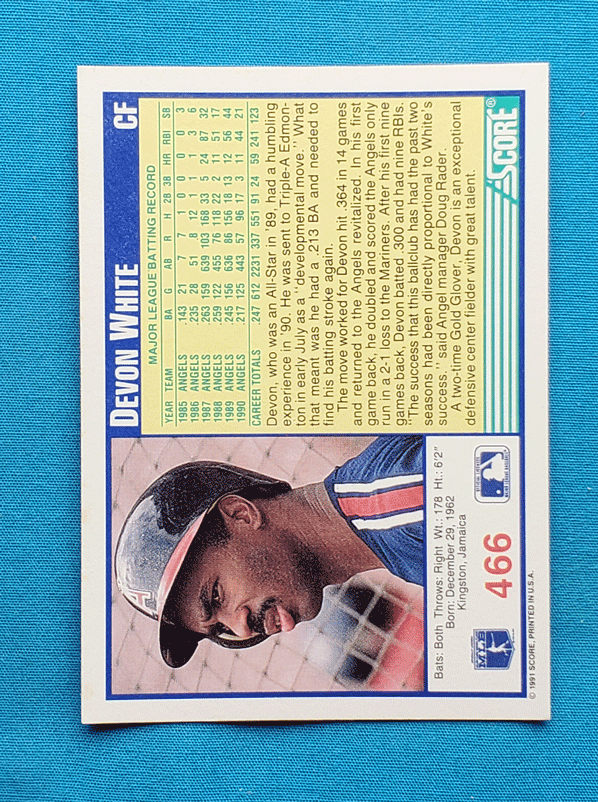 DEVON WHITE CF
MAJOR LEAGUE BATTING RECORD
YEAR TEAM BA G AB R H 2B 3B HR RBI SB
1985 ANGELS .143 21 7 7 1 0 0 0 0 3
1986 ANGELS .235 28 51 8 12 1 1 1 3 6
1987 ANGELS .263 159 639 103 168 33 5 24 87 32
1988 ANGELS .259 122 455 76 118 22 2 11 51 17
1989 ANGELS .245 156 636 86 156 18 13 12 56 44
1990 ANGELS .217 125 443 57 96 17 3 11 44 21
CAREER TOTALS .247 612 2231 337 551 91 24 59 241 123
Devon, who was an All-Star in '89, had a humbling
experience in '90. He was sent to Triple-A Edmon-
ton in early July as a "developmental move." What
that meant was he had a .213 BA and needed to
find his batting stroke again.
The move worked for Devon hit .364 in 14 games
and returned to the Angels revitalized. In his first
game back, he doubled and scored the Angels only
run in a 2-1 loss to the Mariners. After his first nine
games back, Devon batted .300 and had nine RBIs.
"The success that this ballclub has had the past two
seasons had been directly proportional to White's
success," said Angel manager Doug Rader.
A two-time Gold Glover, Devon is an exceptional
defensive center fielder with great talent.
SCORE®
A
Bats: Both Throws: Right Wt.: 178 Ht.: 6'2"
Born: December 29, 1962
Kingston, Jamaica
466
© 1991 SCORE, PRINTED IN U.S.A.